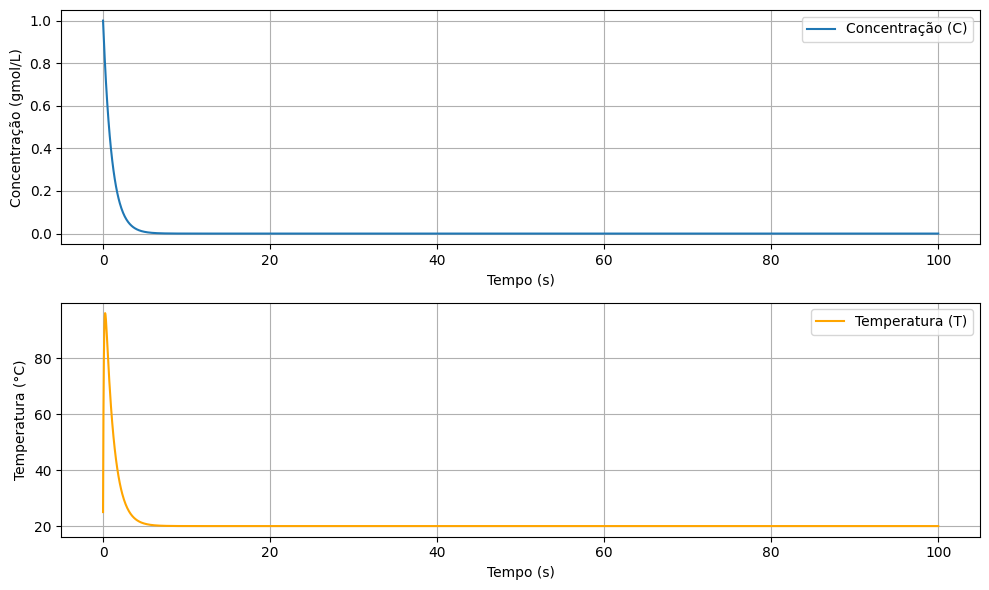 1.0
0.8
0.6
0.4
0.2
0.0
Concentração (gmol/L)
Concentração (C)
0 20 40 60 80 100
Tempo (s)
80
60
40
20
Temperatura (°C)
Temperatura (T)
0 20 40 60 80 100
Tempo (s)